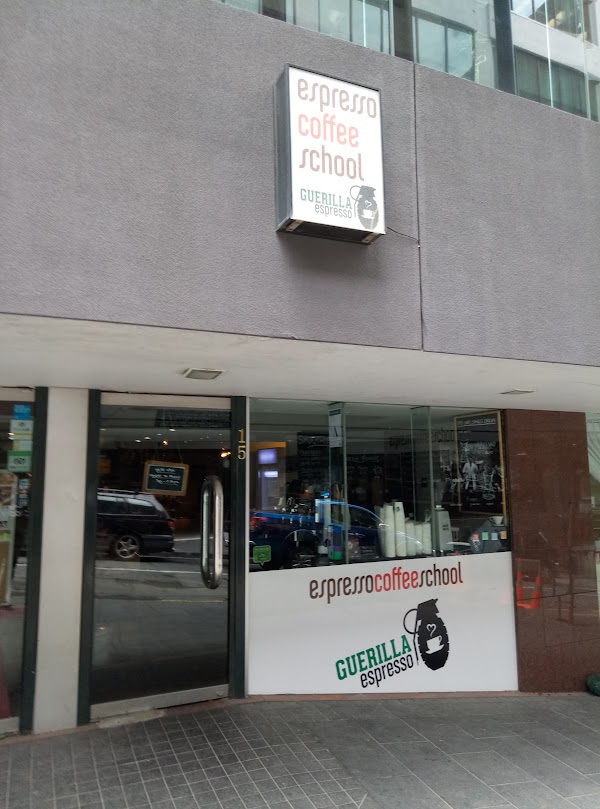 espresso
coffee
school
GUERILLA
espresso
15
espressocoffeeschool
GUERILLA
espresso